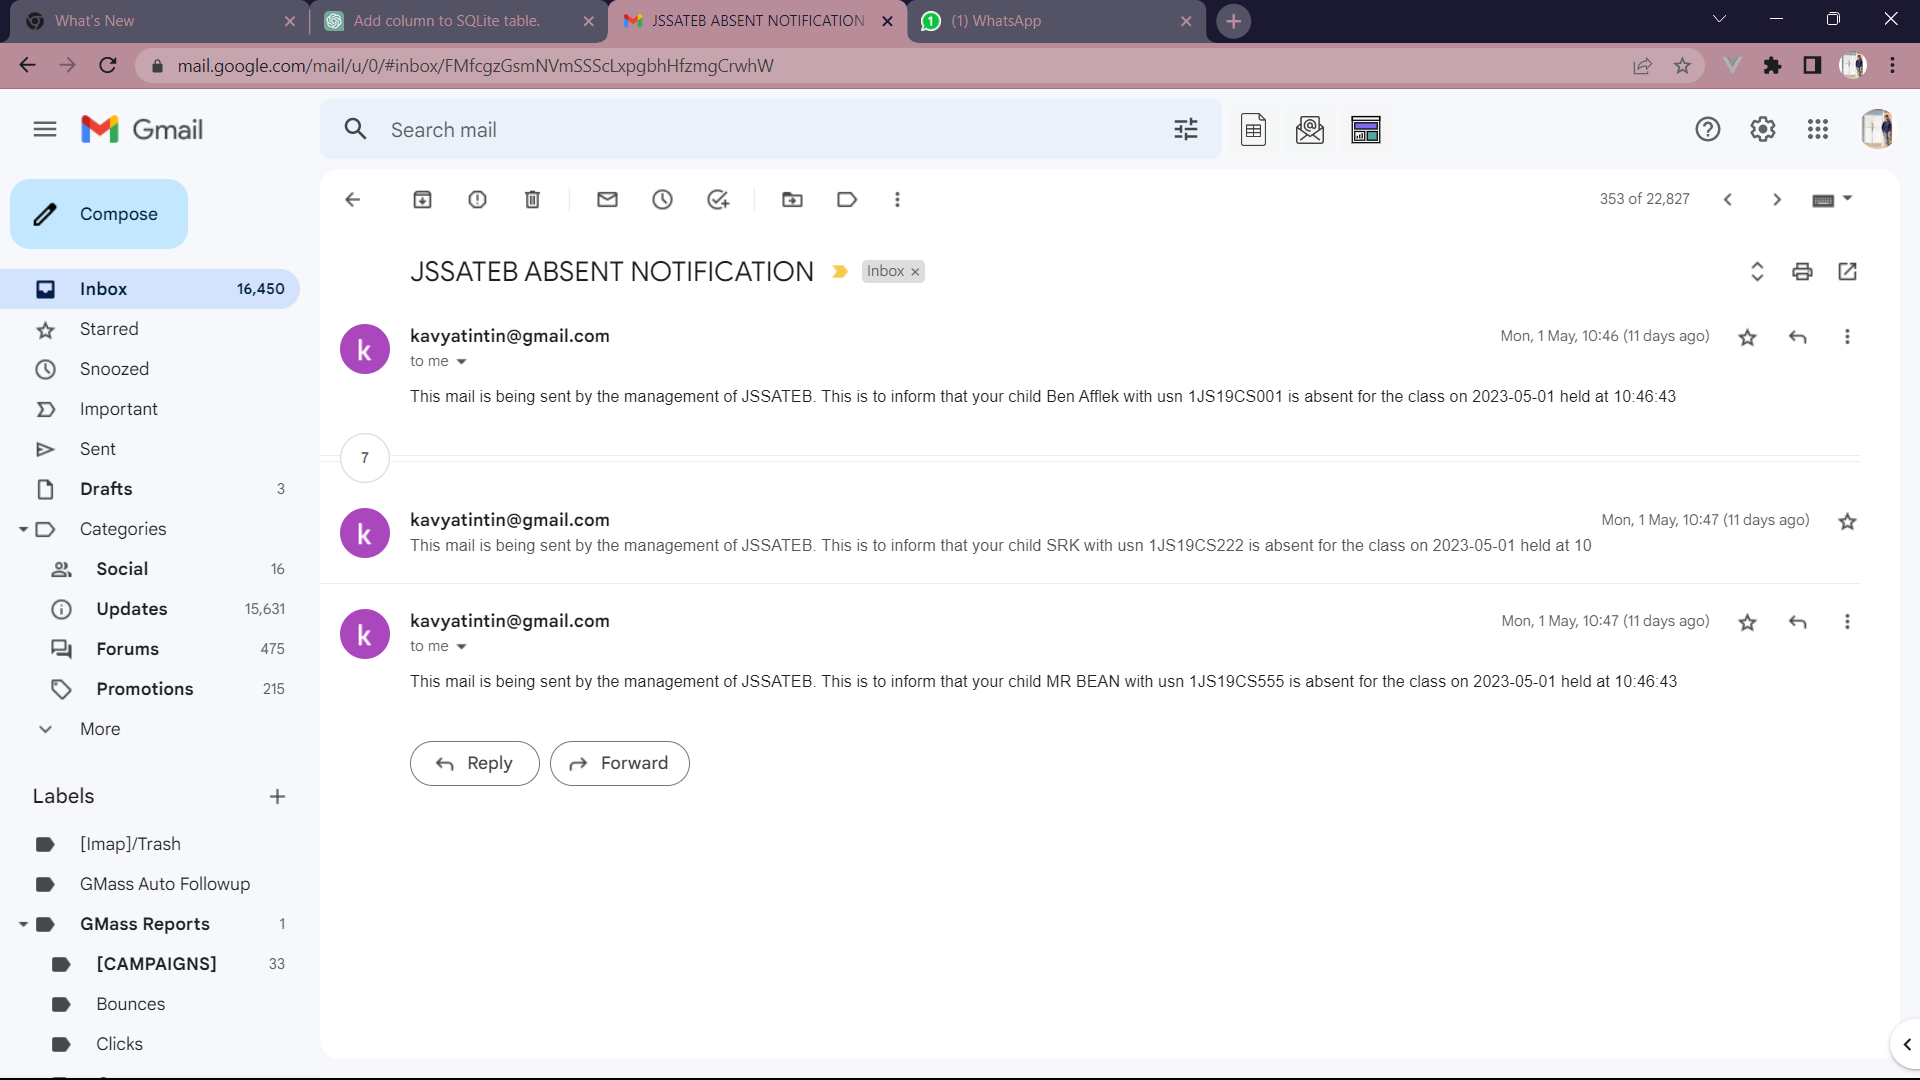 What's New
Add column to SQLite table.
JSSATEB ABSENT NOTIFICATION
(1) WhatsApp
mail.google.com/mail/u/0/#inbox/FMfcgzGsmNVmSSScLxpgbhHfzmgCrwhW
Gmail
Search mail
Compose
353 of 22,827
JSSATEB ABSENT NOTIFICATION
Inbox ×
Inbox 16,450
Starred
Snoozed
Important
Sent
Drafts 3
Categories
Social 16
Updates 15,631
Forums 475
Promotions 215
More
Labels
[Imap]/Trash
GMass Auto Followup
GMass Reports 1
[CAMPAIGNS] 33
Bounces
Clicks
k
kavyatintin@gmail.com
Mon, 1 May, 10:46 (11 days ago)
to me
This mail is being sent by the management of JSSATEB. This is to inform that your child Ben Afflek with usn 1JS19CS001 is absent for the class on 2023-05-01 held at 10:46:43
7
k
kavyatintin@gmail.com
Mon, 1 May, 10:47 (11 days ago)
This mail is being sent by the management of JSSATEB. This is to inform that your child SRK with usn 1JS19CS222 is absent for the class on 2023-05-01 held at 10
k
kavyatintin@gmail.com
Mon, 1 May, 10:47 (11 days ago)
to me
This mail is being sent by the management of JSSATEB. This is to inform that your child MR BEAN with usn 1JS19CS555 is absent for the class on 2023-05-01 held at 10:46:43
Reply
Forward